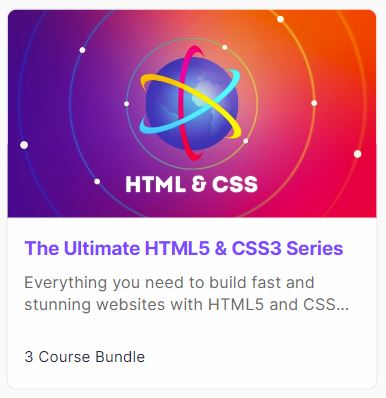 HTML & CSS
The Ultimate HTML5 & CSS3 Series
Everything you need to build fast and
stunning websites with HTML5 and CSS...
3 Course Bundle